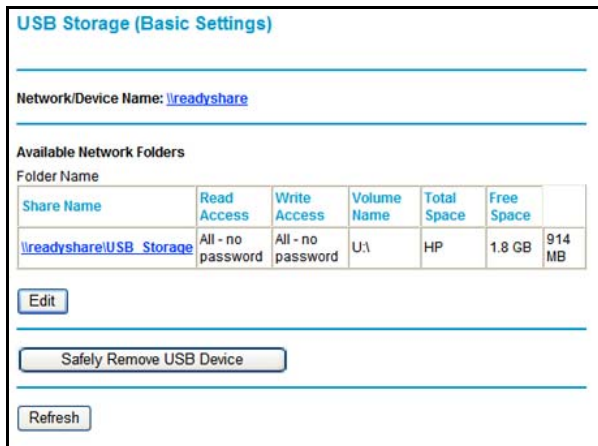 USB Storage (Basic Settings)
Network/Device Name: \\readyshare
Available Network Folders
Folder Name
Share Name Read Access Write Access Volume Name Total Space Free Space
\\readyshare\USB_Storage All - no password All - no password U:\ HP 1.8 GB 914 MB
Edit
Safely Remove USB Device
Refresh